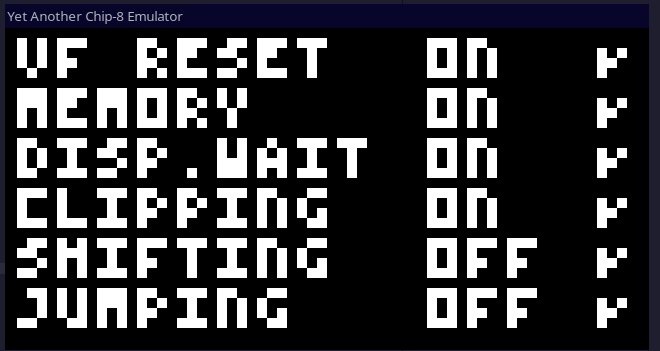 Yet Another Chip-8 Emulator
VF RESET ON ✓
MEMORY ON ✓
DISP.WAIT ON ✓
CLIPPING ON ✓
SHIFTING OFF ✓
JUMPING OFF ✓